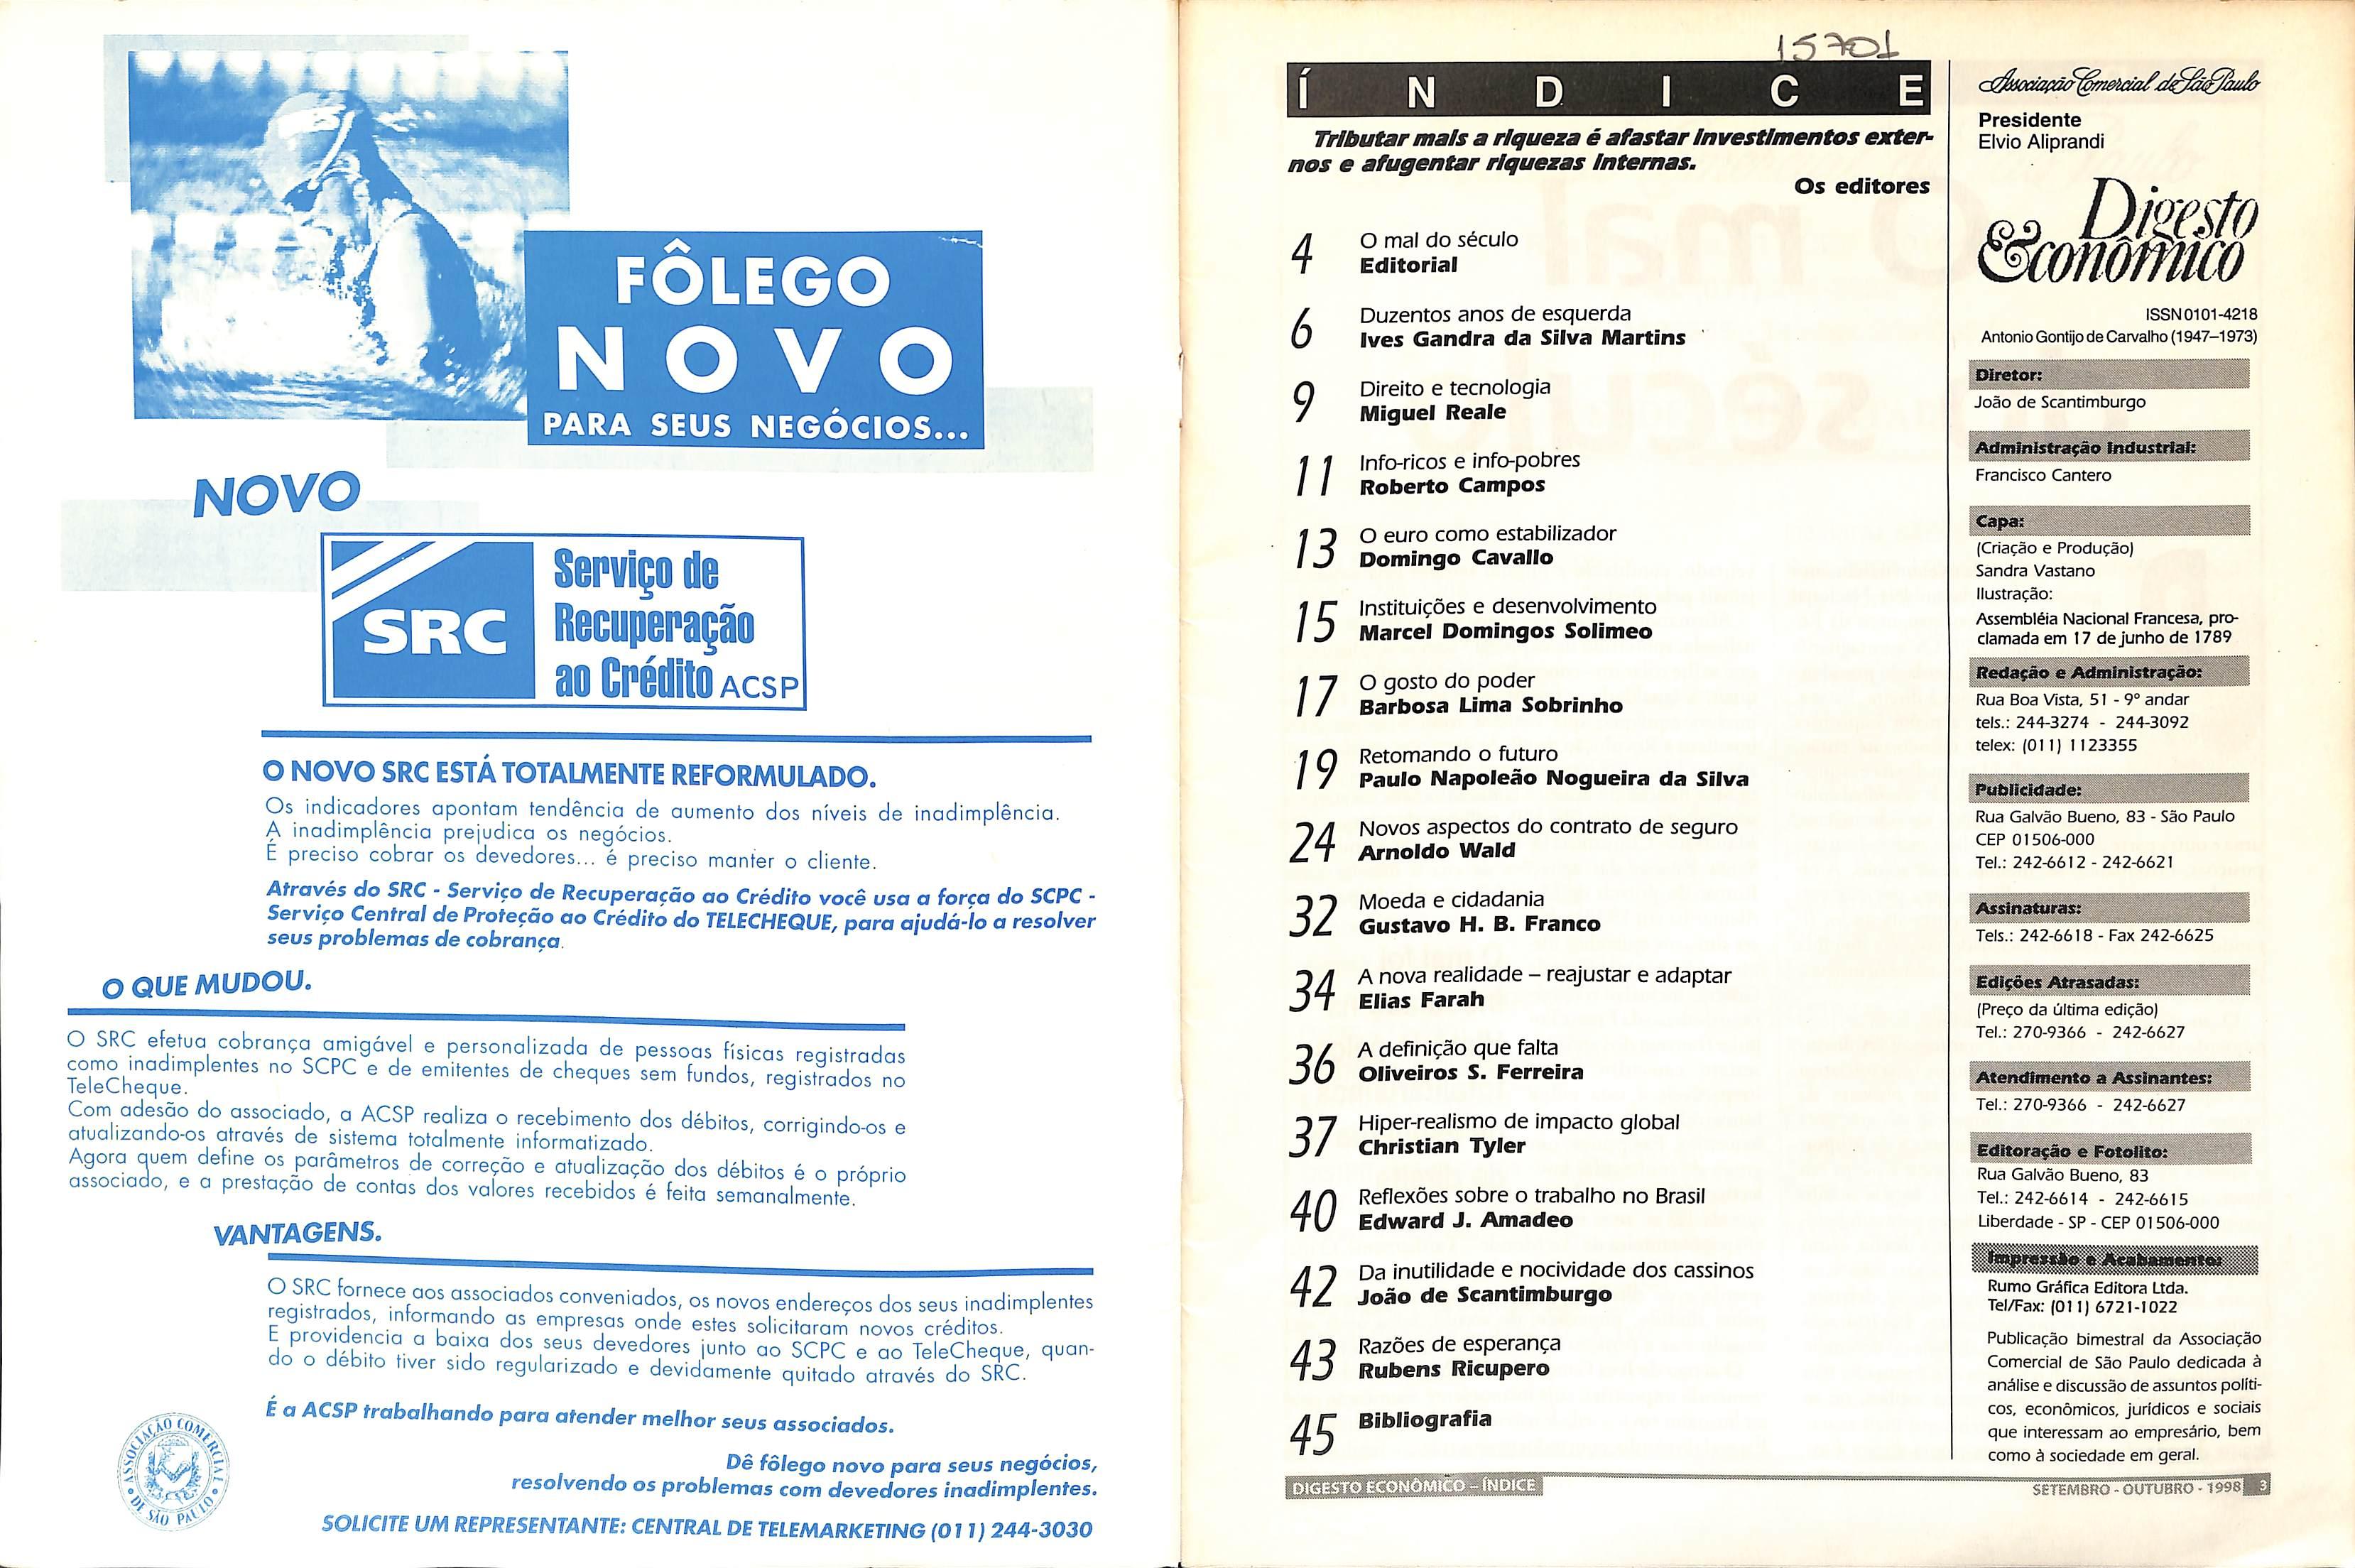 FÔLEGO
NOVO
PARA SEUS NEGÓCIOS...
NOVO
SRC
Serviço de
Recuperação
ao Crédito ACSP
O NOVO SRC ESTÁ TOTALMENTE REFORMULADO.
Os indicadores apontam tendência de aumento dos níveis de inadimplência.
A inadimplência prejudica os negócios.
É preciso cobrar os devedores... é preciso manter o cliente.
Através do SRC - Serviço de Recuperação ao Crédito você usa a força do SCPC -
Serviço Central de Proteção ao Crédito do TELECHEQUE, para ajudá-lo a resolver
seus problemas de cobrança.
O QUE MUDOU.
O SRC efetua cobrança amigável e personalizada de pessoas físicas registradas
como inadimplentes no SCPC e de emitentes de cheques sem fundos, registrados no
TeleCheque.
Com adesão do associado, a ACSP realiza o recebimento dos débitos, corrigindo-os e
atualizando-os através de sistema totalmente informatizado.
Agora quem define os parâmetros de correção e atualização dos débitos é o próprio
associado, e a prestação de contas dos valores recebidos é feita semanalmente.
VANTAGENS.
O SRC fornece aos associados conveniados, os novos endereços dos seus inadimplentes
registrados, informando as empresas onde estes solicitaram novos créditos.
E providencia a baixa dos seus devedores junto ao SCPC e ao TeleCheque, quan-
do o débito tiver sido regularizado e devidamente quitado através do SRC.
É a ACSP trabalhando para atender melhor seus associados.
Dê fôlego novo para seus negócios,
resolvendo os problemas com devedores inadimplentes.
SOLICITE UM REPRESENTANTE: CENTRAL DE TELEMARKETING (011) 244-3030
ASSOCIAÇÃO COMERCIAL DE SÃO PAULO
15701
ÍNDICE
Tributar mais a riqueza é afastar investimentos exter-
nos e afugentar riquezas internas.
Os editores
4 O mal do século
Editorial
6 Duzentos anos de esquerda
Ives Gandra da Silva Martins
9 Direito e tecnologia
Miguel Reale
11 Info-ricos e info-pobres
Roberto Campos
13 O euro como estabilizador
Domingo Cavallo
15 Instituições e desenvolvimento
Marcel Domingos Solimeo
17 O gosto do poder
Barbosa Lima Sobrinho
19 Retomando o futuro
Paulo Napoleão Nogueira da Silva
24 Novos aspectos do contrato de seguro
Arnoldo Wald
32 Moeda e cidadania
Gustavo H. B. Franco
34 A nova realidade – reajustar e adaptar
Elias Farah
36 A definição que falta
Oliveiros S. Ferreira
37 Hiper-realismo de impacto global
Christian Tyler
40 Reflexões sobre o trabalho no Brasil
Edward J. Amadeo
42 Da inutilidade e nocividade dos cassinos
João de Scantimburgo
43 Razões de esperança
Rubens Ricupero
45 Bibliografia
Associação Comercial de São Paulo
Presidente
Elvio Aliprandi
Digesto
Econômico
ISSN 0101-4218
Antonio Gontijo de Carvalho (1947–1973)
Diretor:
João de Scantimburgo
Administração Industrial:
Francisco Cantero
Capa:
(Criação e Produção)
Sandra Vastano
Ilustração:
Assembléia Nacional Francesa, pro-
clamada em 17 de junho de 1789
Redação e Administração:
Rua Boa Vista, 51 - 9º andar
tels.: 244-3274 - 244-3092
telex: (011) 1123355
Publicidade:
Rua Galvão Bueno, 83 - São Paulo
CEP 01506-000
Tel.: 242-6612 - 242-6621
Assinaturas:
Tels.: 242-6618 - Fax 242-6625
Edições Atrasadas:
(Preço da última edição)
Tel.: 270-9366 - 242-6627
Atendimento a Assinantes:
Tel.: 270-9366 - 242-6627
Editoração e Fotolito:
Rua Galvão Bueno, 83
Tel.: 242-6614 - 242-6615
Liberdade - SP - CEP 01506-000
Impressão e Acabamento:
Rumo Gráfica Editora Ltda.
Tel/Fax: (011) 6721-1022
Publicação bimestral da Associação
Comercial de São Paulo dedicada à
análise e discussão de assuntos políti-
cos, econômicos, jurídicos e sociais
que interessam ao empresário, bem
como à sociedade em geral.
DIGESTO ECONÔMICO – ÍNDICE
SETEMBRO - OUTUBRO - 1998 3